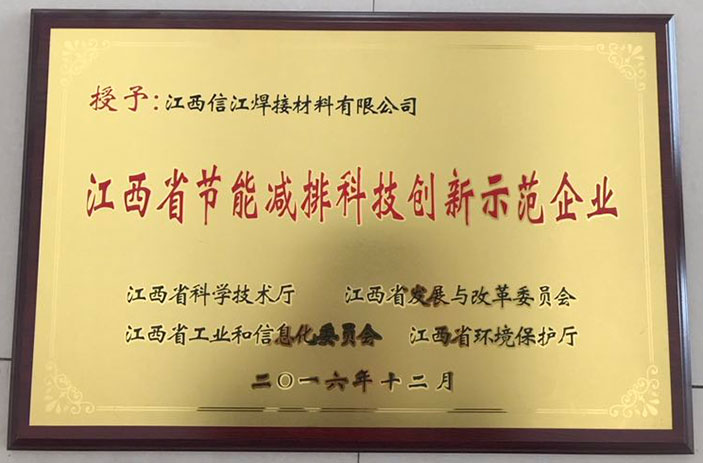 授予:江西信江焊接材料有限公司
江西省节能减排科技创新示范企业
江西省科学技术厅 江西省发展与改革委员会
江西省工业和信息化委员会 江西省环境保护厅
二〇一六年十二月